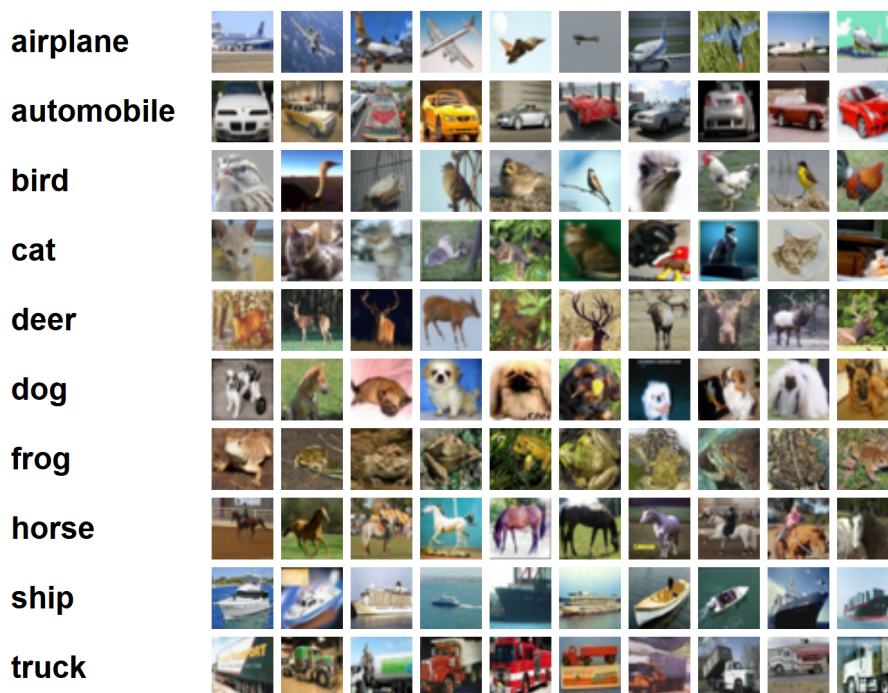 airplane
automobile
bird
cat
deer
dog
frog
horse
ship
truck